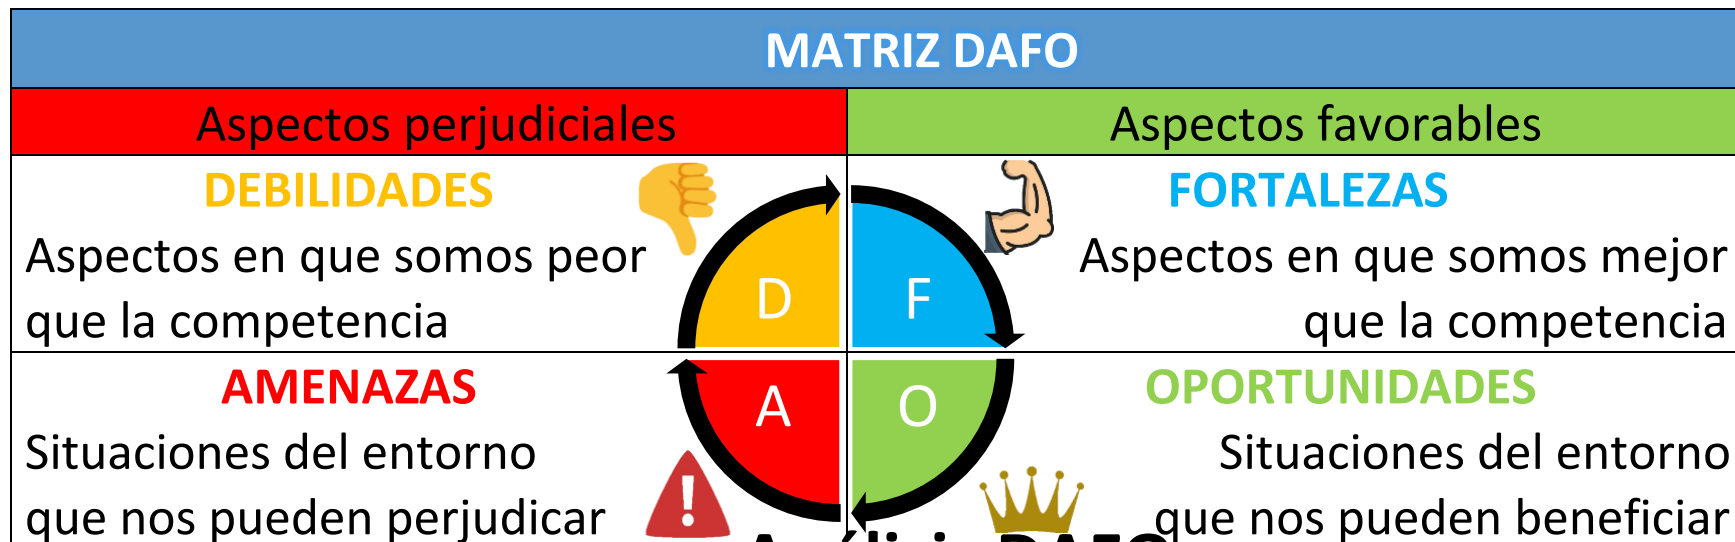 MATRIZ DAFO
Aspectos perjudiciales
Aspectos favorables
DEBILIDADES
Aspectos en que somos peor
que la competencia
FORTALEZAS
Aspectos en que somos mejor
que la competencia
D
F
A
O
AMENAZAS
Situaciones del entorno
que nos pueden perjudicar
OPORTUNIDADES
Situaciones del entorno
que nos pueden beneficiar
Análisis DAFO